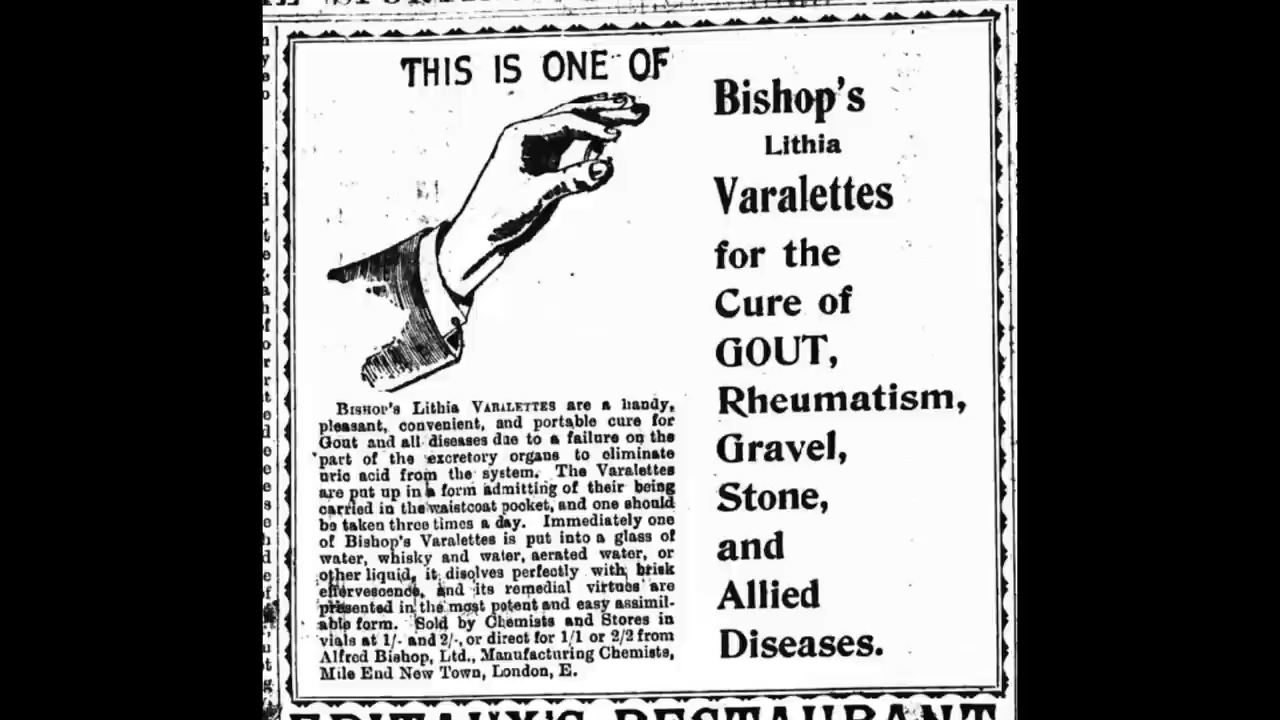 THIS IS ONE OF
Bishop's
Lithia
Varalettes
for the
Cure of
GOUT,
Rheumatism,
Gravel,
Stone,
and
Allied
Diseases.
BISHOP'S Lithia VARALETTES are a handy,
pleasant, convenient, and portable cure for
Gout and all diseases due to a failure on the
part of the excretory organs to eliminate
uric acid from the system. The Varalettes
are put up in a form admitting of their being
carried in the waistcoat pocket, and one should
be taken three times a day. Immediately one
of Bishop's Varalettes is put into a glass of
water, whisky and water, aerated water, or
other liquid, it disolves perfectly with brisk
effervescence, and its remedial virtues are
presented in the most potent and easy assimil-
able form. Sold by Chemists and Stores in
vials at 1/- and 2/-, or direct for 1/1 or 2/2 from
Alfred Bishop, Ltd., Manufacturing Chemists,
Mile End New Town, London, E.
RESTAURANT